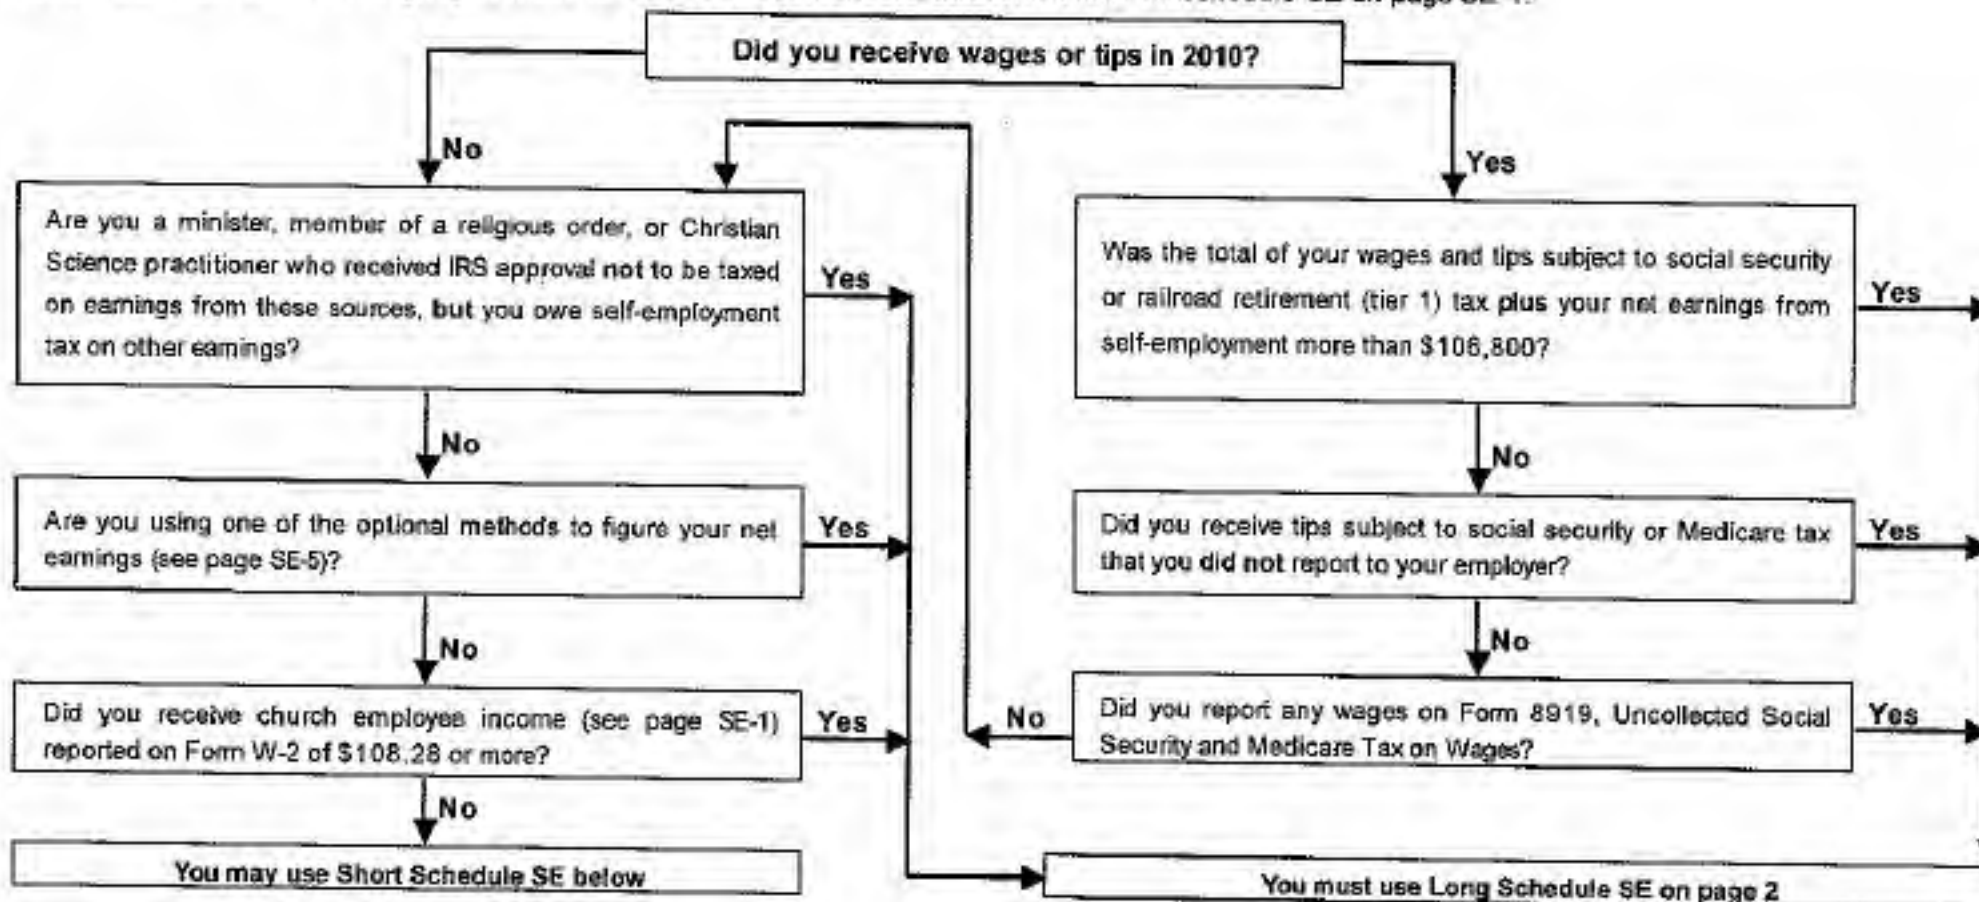 Schedule SE on page SE-
Did you receive wages or tips in 2010?
No
Yes
Are you a minister, member of a religious order, or Christian
Science practitioner who received IRS approval not to be taxed
on earnings from these sources, but you owe self-employment
tax on other earnings?
Yes
Was the total of your wages and tips subject to social security
or railroad retirement (tier 1) tax plus your net earnings from
self-employment more than $106,800?
Yes
No
No
Are you using one of the optional methods to figure your net
earnings (see page SE-5)?
Yes
Did you receive tips subject to social security or Medicare tax
that you did not report to your employer?
Yes
No
No
Did you receive church employee income (see page SE-1)
reported on Form W-2 of $108.28 or more?
Yes
No
Did you report any wages on Form 8919, Uncollected Social
Security and Medicare Tax on Wages?
Yes
No
You may use Short Schedule SE below
You must use Long Schedule SE on page 2